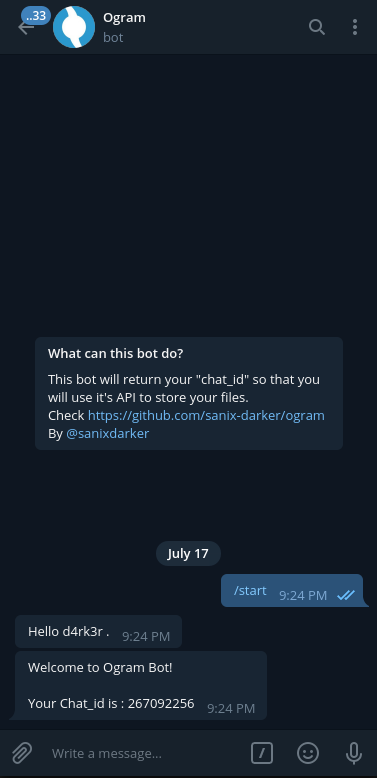 ..33
Ogram
bot
What can this bot do?
This bot will return your "chat_id" so that you
will use it's API to store your files.
Check https://github.com/sanix-darker/ogram
By @sanixdarker
July 17
/start 9:24 PM
Hello d4rk3r . 9:24 PM
Welcome to Ogram Bot!
Your Chat_id is : 267092256 9:24 PM
/
Write a message...